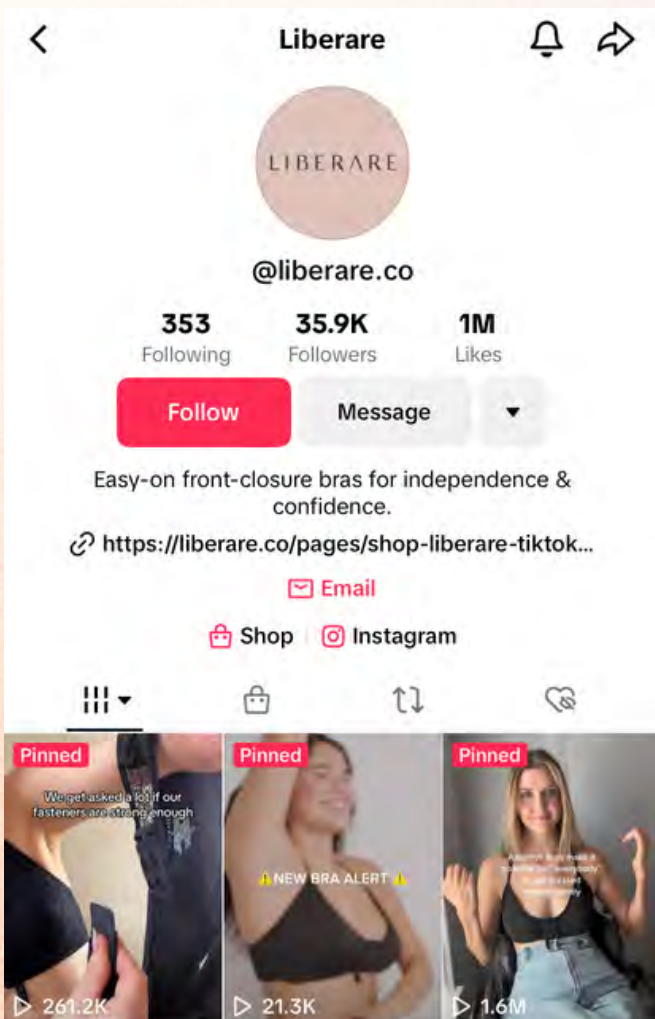 Liberare
LIBERARE
@liberare.co
353 35.9K 1M
Following Followers Likes
Follow Message
Easy-on front-closure bras for independence &
confidence.
https://liberare.co/pages/shop-liberare-tiktok...
Email
Shop Instagram
Pinned Pinned Pinned
We get asked a lot if our
fasteners are strong enough
⚠️NEW BRA ALERT⚠️
261.2K 21.3K 1.6M